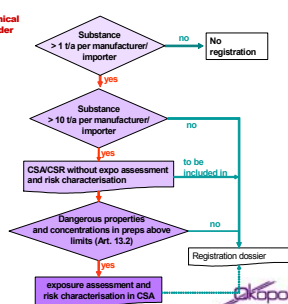 Substance
> 1 t/a per manufacturer/
importer
no
No
registration
yes
Substance
> 10 t/a per manufacturer/
importer
no
yes
CSA/CSR without expo assessment
and risk characterisation
to be
included in
Dangerous properties
and concentrations in preps above
limits (Art. 13.2)
no
Registration dossier
yes
exposure assessment and
risk characterisation in CSA
Ökopo